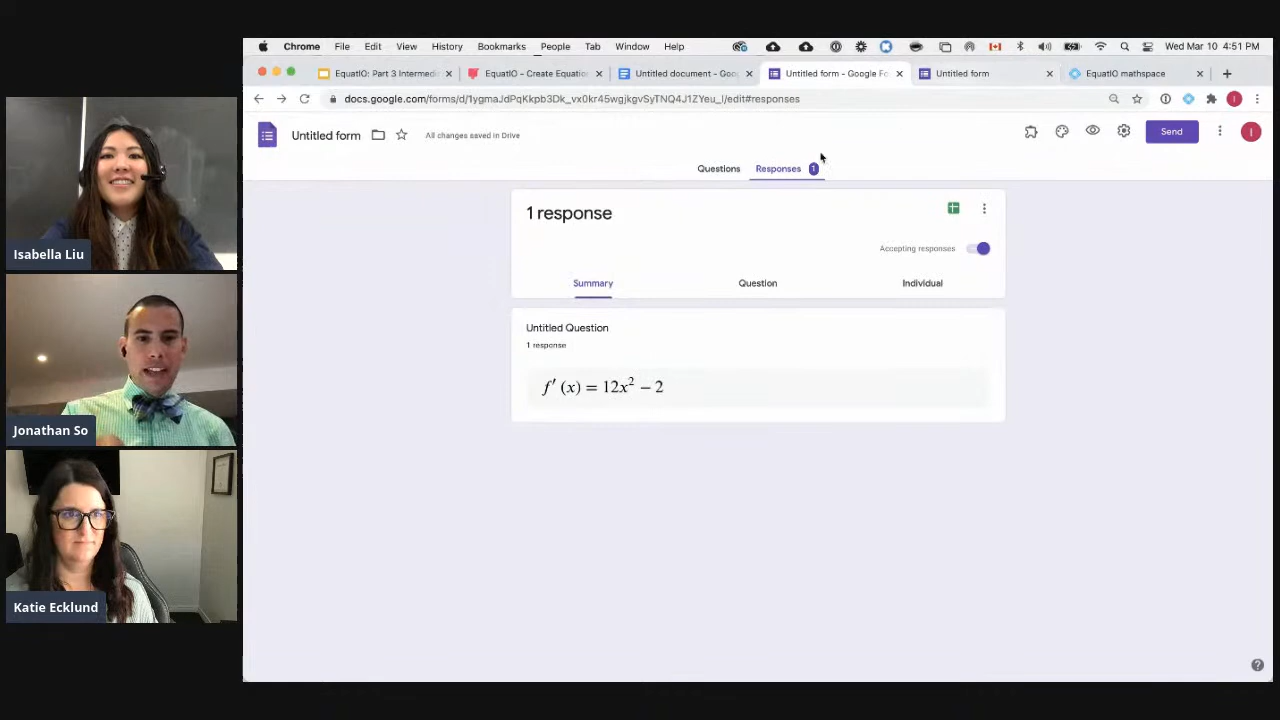 Chrome File Edit View History Bookmarks People Tab Window Help Wed Mar 10 4:51 PM
EquatIO: Part 3 Intermedi EquatIO - Create Equatio Untitled document - Goo Untitled form - Google Fo Untitled form EquatIO mathspace
docs.google.com/forms/d/1ygmaJdPqKkpb3Dk_vx0kr45wgjkgvSyTNQ4J1ZYeu_I/edit#responses
Untitled form All changes saved in Drive Send
Questions Responses 1
1 response
Accepting responses
Summary Question Individual
Untitled Question
1 response
f′ (x) = 12x² − 2
Isabella Liu
Jonathan So
Katie Ecklund